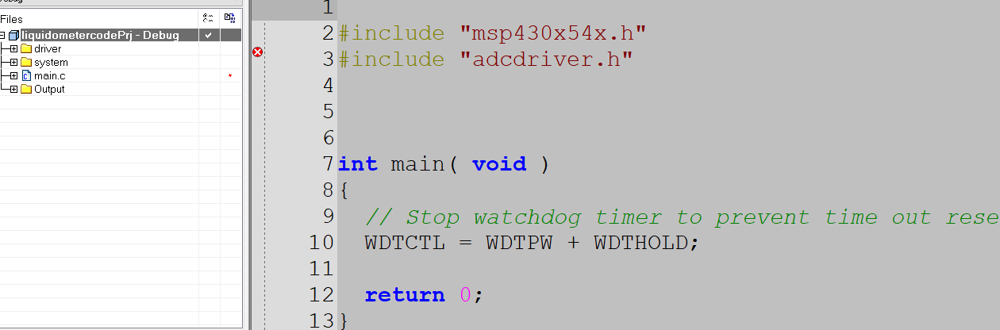 Files
liquidometercodePrj - Debug
driver
system
main.c
Output
1
2 #include "msp430x54x.h"
3 #include "adcdriver.h"
4
5
6
7 int main( void )
8 {
9 // Stop watchdog timer to prevent time out rese
10 WDTCTL = WDTPW + WDTHOLD;
11
12 return 0;
13 }